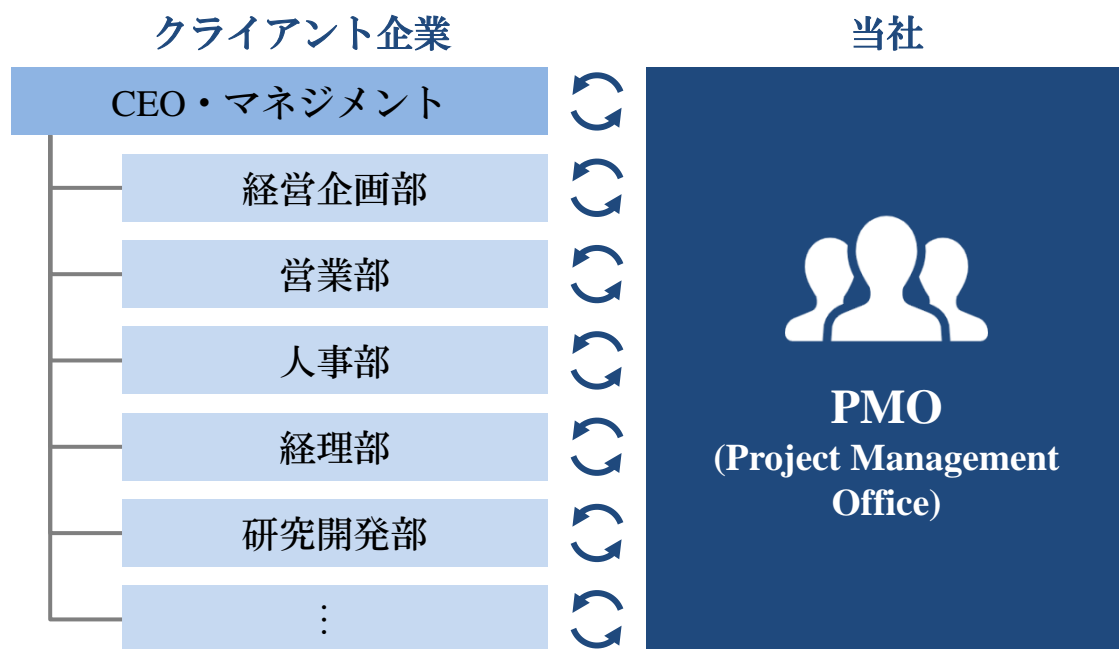 クライアント企業
当社
CEO・マネジメント
経営企画部
営業部
人事部
経理部
研究開発部
⋮
PMO
(Project Management
Office)